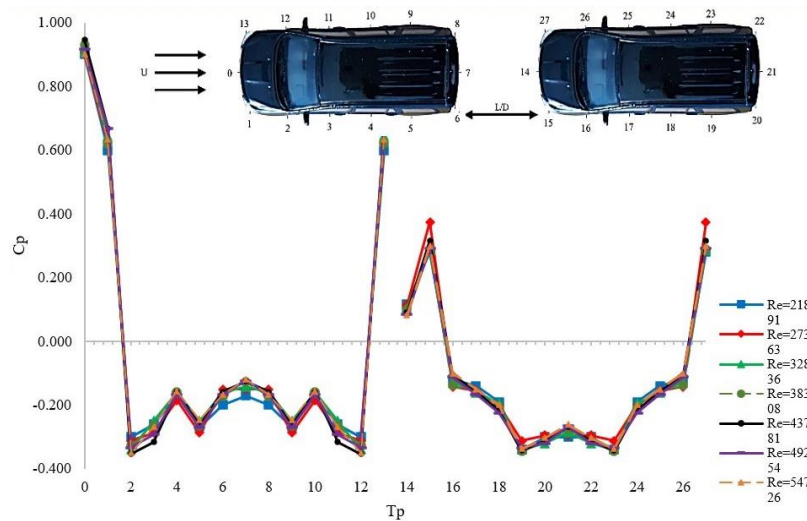 1.000
0.800
0.600
0.400
0.200
0.000
-0.200
-0.400
Cp
0 2 4 6 8 10 12 14 16 18 20 22 24 26
Tp
U
13 12 11 10 9 8
0 7
1 2 3 4 5 6
L/D
27 26 25 24 23 22
14 21
15 16 17 18 19 20
Re=218
91
Re=273
63
Re=328
36
Re=383
08
Re=437
81
Re=492
54
Re=547
26